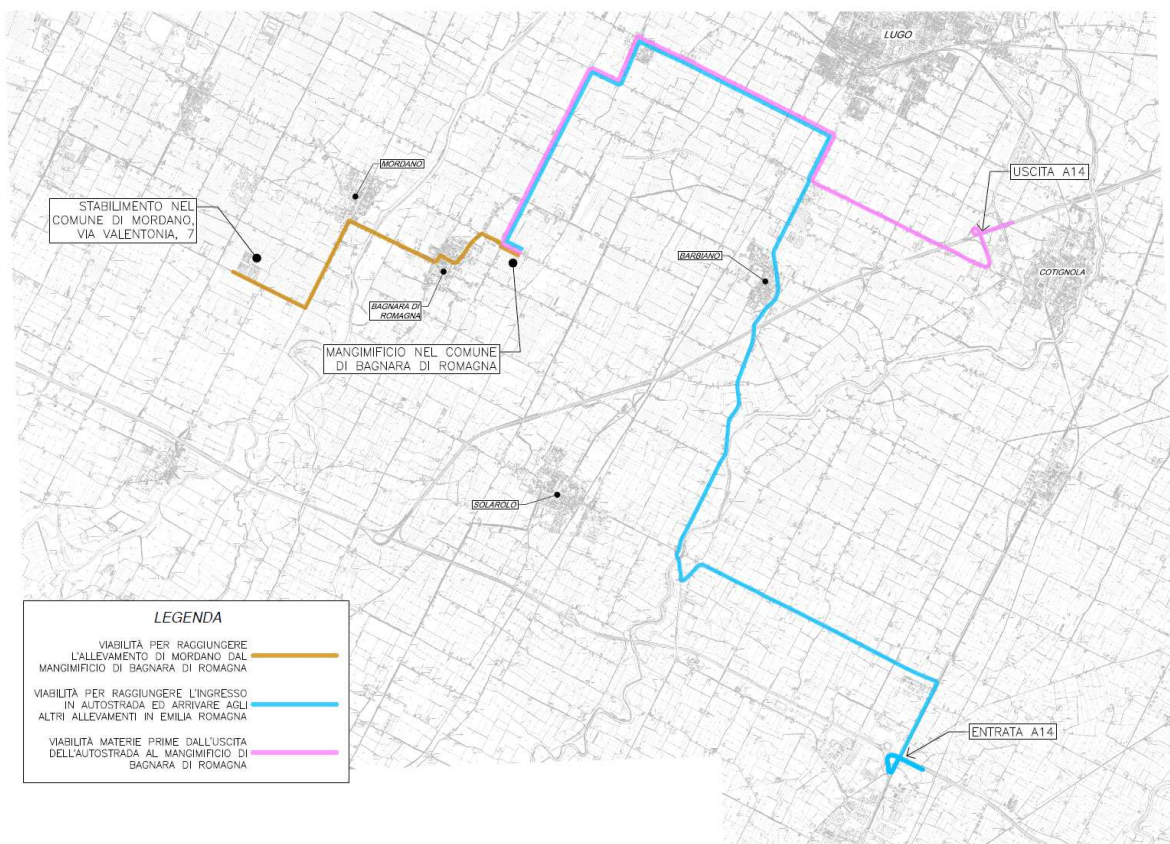 LUGO
MORDANO
STABILIMENTO NEL
COMUNE DI MORDANO,
VIA VALENTONIA, 7
USCITA A14
BARBIANO
COTIGNOLA
BAGNARA DI
ROMAGNA
MANGIMIFICIO NEL COMUNE
DI BAGNARA DI ROMAGNA
SOLAROLO
LEGENDA
VIABILITÀ PER RAGGIUNGERE
L'ALLEVAMENTO DI MORDANO DAL
MANGIMIFICIO DI BAGNARA DI ROMAGNA
VIABILITÀ PER RAGGIUNGERE L'INGRESSO
IN AUTOSTRADA ED ARRIVARE AGLI
ALTRI ALLEVAMENTI IN EMILIA ROMAGNA
VIABILITÀ MATERIE PRIME DALL'USCITA
DELL'AUTOSTRADA AL MANGIMIFICIO DI
BAGNARA DI ROMAGNA
ENTRATA A14